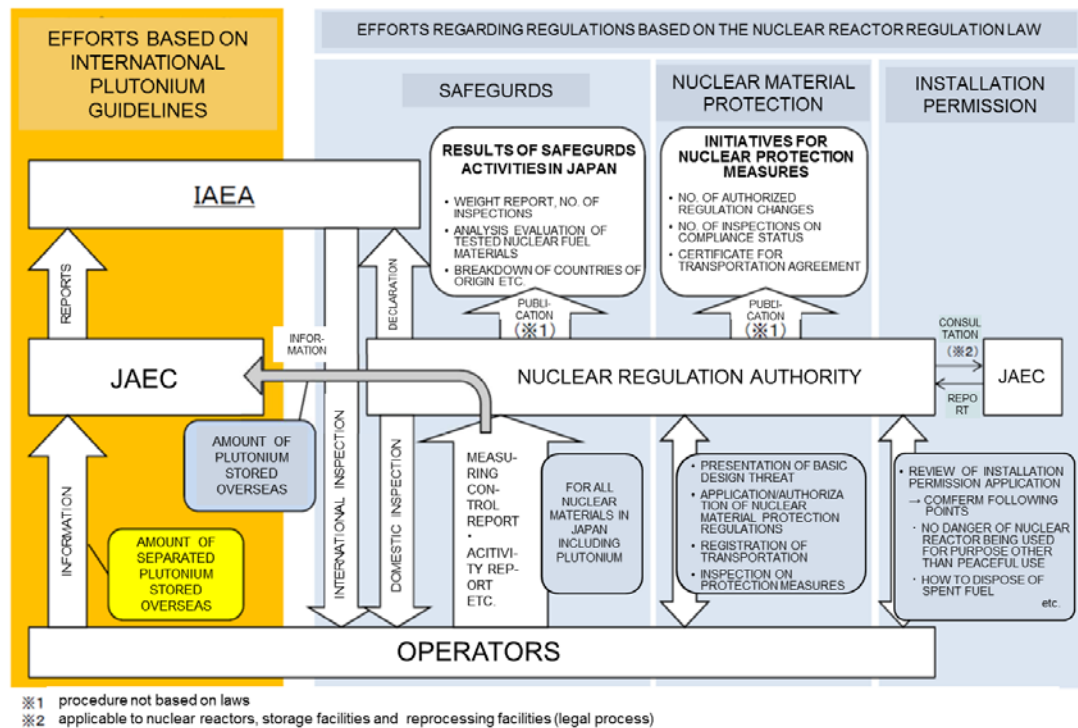 EFFORTS BASED ON
INTERNATIONAL
PLUTONIUM
GUIDELINES
EFFORTS REGARDING REGULATIONS BASED ON THE NUCLEAR REACTOR REGULATION LAW
SAFEGURDS
NUCLEAR MATERIAL
PROTECTION
INSTALLATION
PERMISSION
RESULTS OF SAFEGURDS
ACTIVITIES IN JAPAN
• WEIGHT REPORT, NO. OF
INSPECTIONS
• ANALYSIS EVALUATION OF
TESTED NUCLEAR FUEL
MATERIALS
• BREAKDOWN OF COUNTRIES OF
ORIGIN ETC.
INITIATIVES FOR
NUCLEAR PROTECTION
MEASURES
• NO. OF AUTHORIZED
REGULATION CHANGES
• NO. OF INSPECTIONS ON
COMPLIANCE STATUS
• CERTIFICATE FOR
TRANSPORTATION AGREEMENT
IAEA
REPORTS
DECLARATION
PUBLI-
CATION
(※1)
PUBLI-
CATION
(※1)
INFOR-
MATION
JAEC
NUCLEAR REGULATION AUTHORITY
CONSUL
TATION
(※2)
REPO
RT
JAEC
AMOUNT OF
PLUTONIUM
STORED
OVERSEAS
INFORMATION
AMOUNT OF
SEPARATED
PLUTONIUM
STORED
OVERSEAS
INTERNATIONAL INSPECTION
DOMESTIC INSPECTION
MEASU-
RING
CON-
TROL
REPORT
・
ACITIVI-
TY REP-
ORT
ETC.
FOR ALL
NUCLEAR
MATERIALS IN
JAPAN
INCLUDING
PLUTONIUM
• PRESENTATION OF BASIC
DESIGN THREAT
• APPLICATION/AUTHORIZA
TION OF NUCLEAR
MATERIAL PROTECTION
REGULATIONS
• REGISTRATION OF
TRANSPORTATION
• INSPECTION ON
PROTECTION MEASURES
• REVIEW OF INSTALLATION
PERMISSION APPLICATION
→ COMFERM FOLLOWING
POINTS
・ NO DANGER OF NUCLEAR
REACTOR BEING USED
FOR PURPOSE OTHER
THAN PEACEFUL USE
・ HOW TO DISPOSE OF
SPENT FUEL
etc.
OPERATORS
※1 procedure not based on laws
※2 applicable to nuclear reactors, storage facilities and reprocessing facilities (legal process)